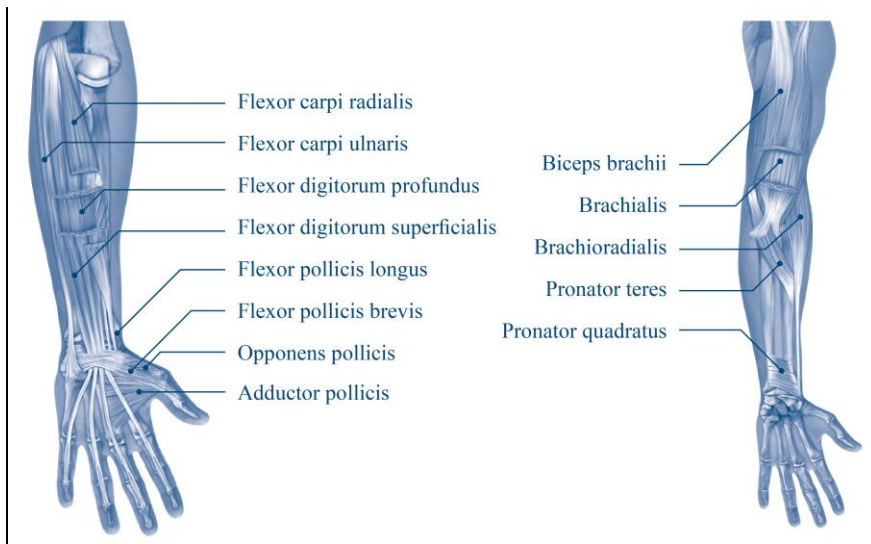 Flexor carpi radialis
Flexor carpi ulnaris
Flexor digitorum profundus
Flexor digitorum superficialis
Flexor pollicis longus
Flexor pollicis brevis
Opponens pollicis
Adductor pollicis
Biceps brachii
Brachialis
Brachioradialis
Pronator teres
Pronator quadratus